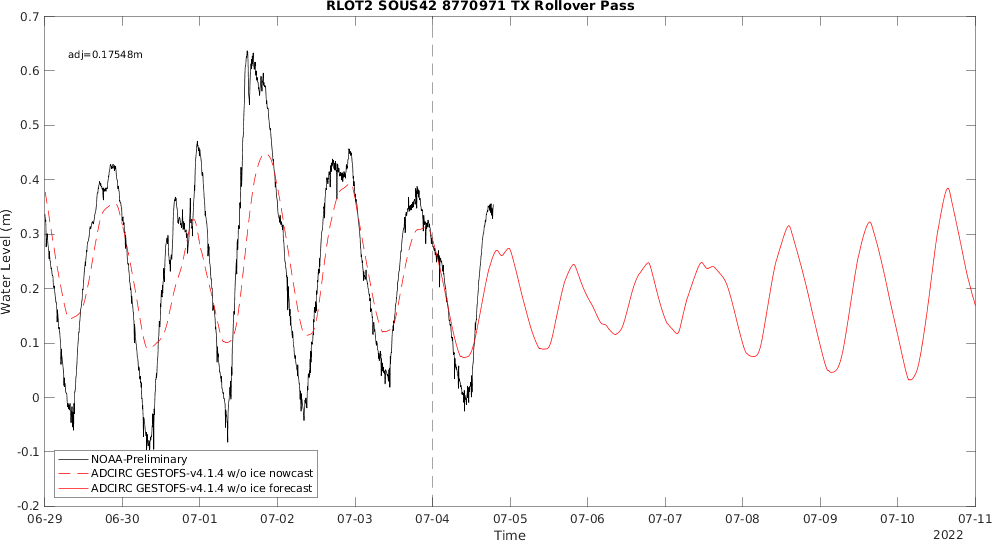 RLOT2 SOUS42 8770971 TX Rollover Pass
0.7
adj=0.17548m
0.6
0.5
0.4
0.3
0.2
0.1
0
-0.1
-0.2
Water Level (m)
NOAA-Preliminary
ADCIRC GESTOFS-v4.1.4 w/o ice nowcast
ADCIRC GESTOFS-v4.1.4 w/o ice forecast
06-29 06-30 07-01 07-02 07-03 07-04 07-05 07-06 07-07 07-08 07-09 07-10 07-11
Time
2022